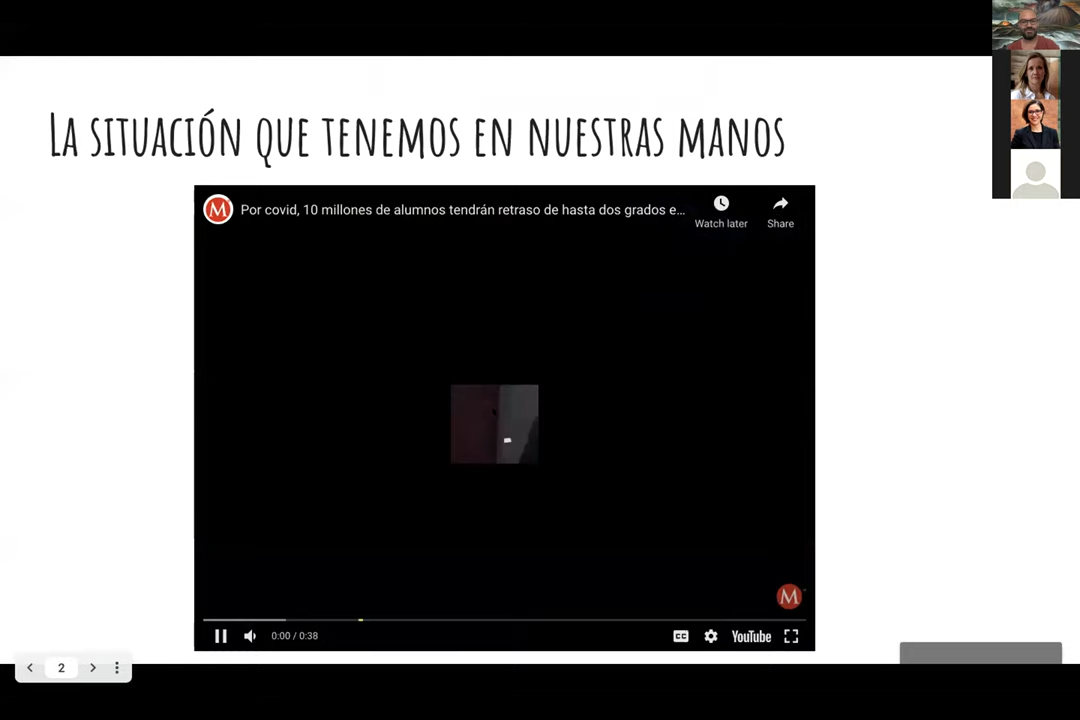 La situación que tenemos en nuestras manos
M
Por covid, 10 millones de alumnos tendrán retraso de hasta dos grados e...
Watch later
Share
M
0:00 / 0:38
CC
YouTube
2